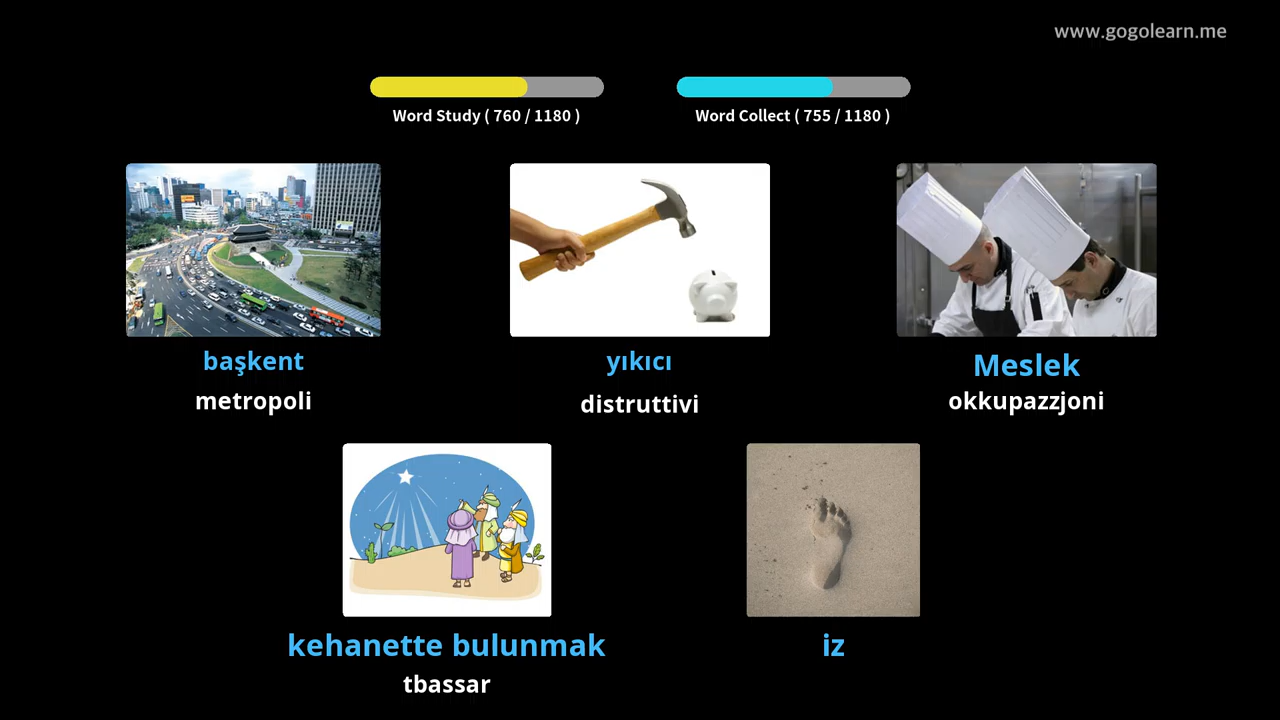 www.gogolearn.me
Word Study ( 760 / 1180 )
Word Collect ( 755 / 1180 )
başkent
metropoli
yıkıcı
distruttivi
Meslek
okkupazzjoni
kehanette bulunmak
tbassar
iz